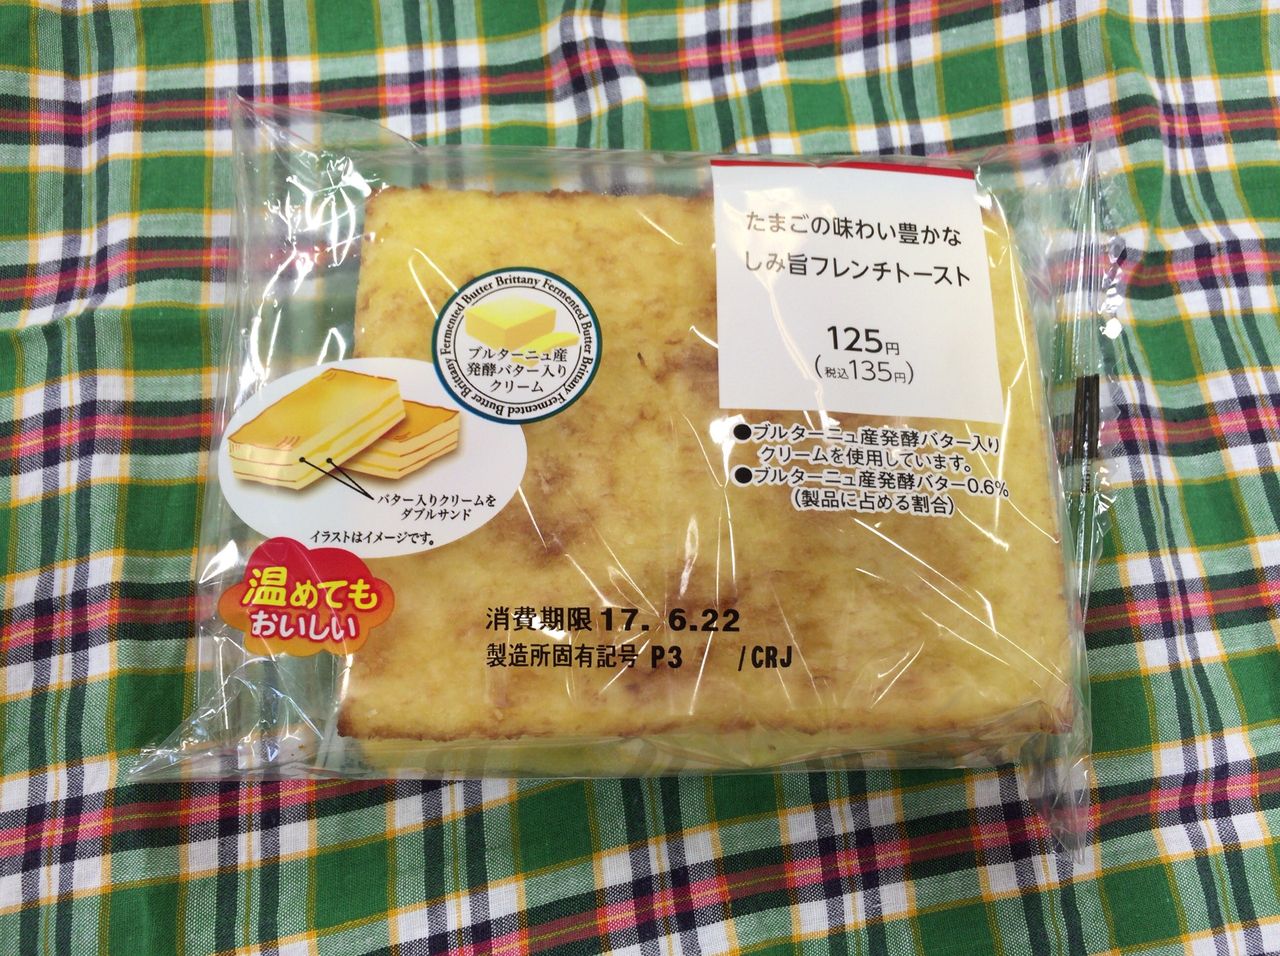 たまごの味わい豊かな
しみ旨フレンチトースト
125円
(税込135円)
●ブルターニュ産発酵バター入り
クリームを使用しています。
●ブルターニュ産発酵バター0.6%
(製品に占める割合)
Brittany Fermented Butter Brittany Fermented Butter Brittany Fermented Butter
ブルターニュ産
発酵バター入り
クリーム
バター入りクリームを
ダブルサンド
イラストはイメージです。
温めても
おいしい
消費期限 17. 6.22
製造所固有記号 P3 /CRJ